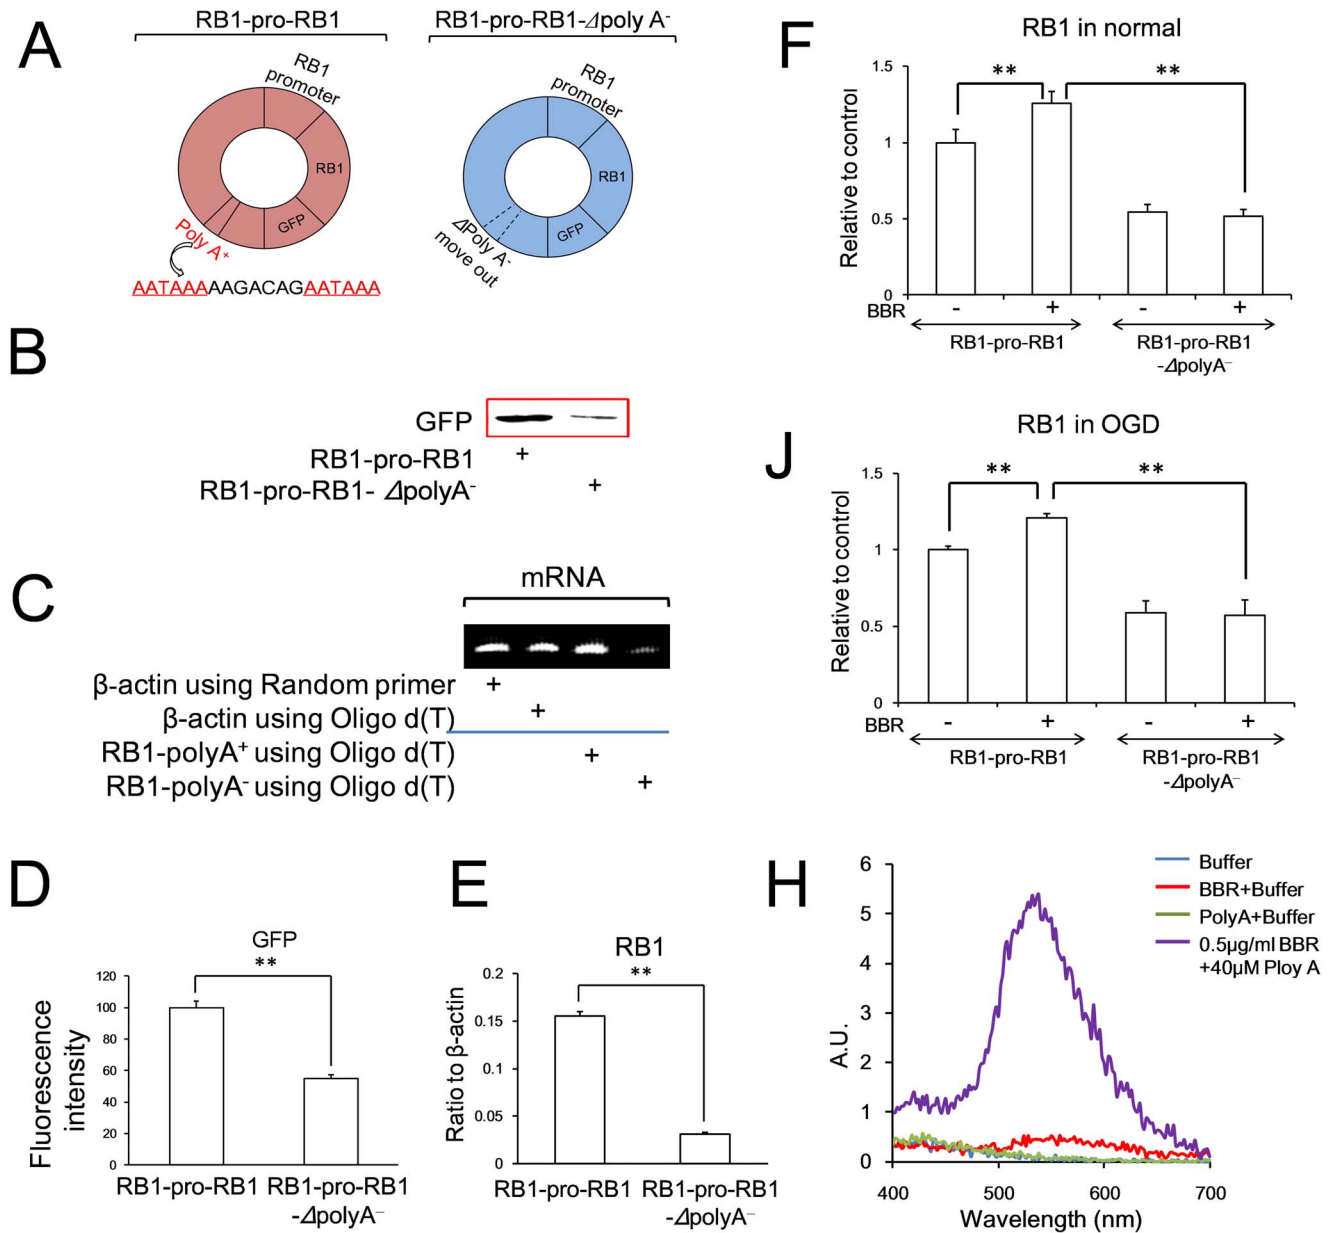 A
RB1-pro-RB1
RB1-pro-RB1-Δpoly A-
RB1
promoter
RB1
GFP
Poly A+
AATAAAAAGACAGAATAAA
RB1
promoter
RB1
GFP
ΔPoly A-
move out
B
GFP
RB1-pro-RB1
+
RB1-pro-RB1- ΔpolyA-
+
C
mRNA
β-actin using Random primer
+
β-actin using Oligo d(T)
+
RB1-polyA+ using Oligo d(T)
+
RB1-polyA- using Oligo d(T)
+
D
GFP
**
Fluorescence
intensity
120
100
80
60
40
20
0
RB1-pro-RB1
RB1-pro-RB1
-ΔpolyA–
E
RB1
**
Ratio to β-actin
0.2
0.15
0.1
0.05
0
RB1-pro-RB1
RB1-pro-RB1
-ΔpolyA–
F
RB1 in normal
** **
Relative to control
1.5
1
0.5
0
BBR - + - +
RB1-pro-RB1
RB1-pro-RB1
-ΔpolyA–
J
RB1 in OGD
** **
Relative to control
1.5
1
0.5
0
BBR - + - +
RB1-pro-RB1
RB1-pro-RB1
-ΔpolyA–
H
A.U.
6
5
4
3
2
1
0
400 500 600 700
Wavelength (nm)
Buffer
BBR+Buffer
PolyA+Buffer
0.5µg/ml BBR
+40µM Ploy A